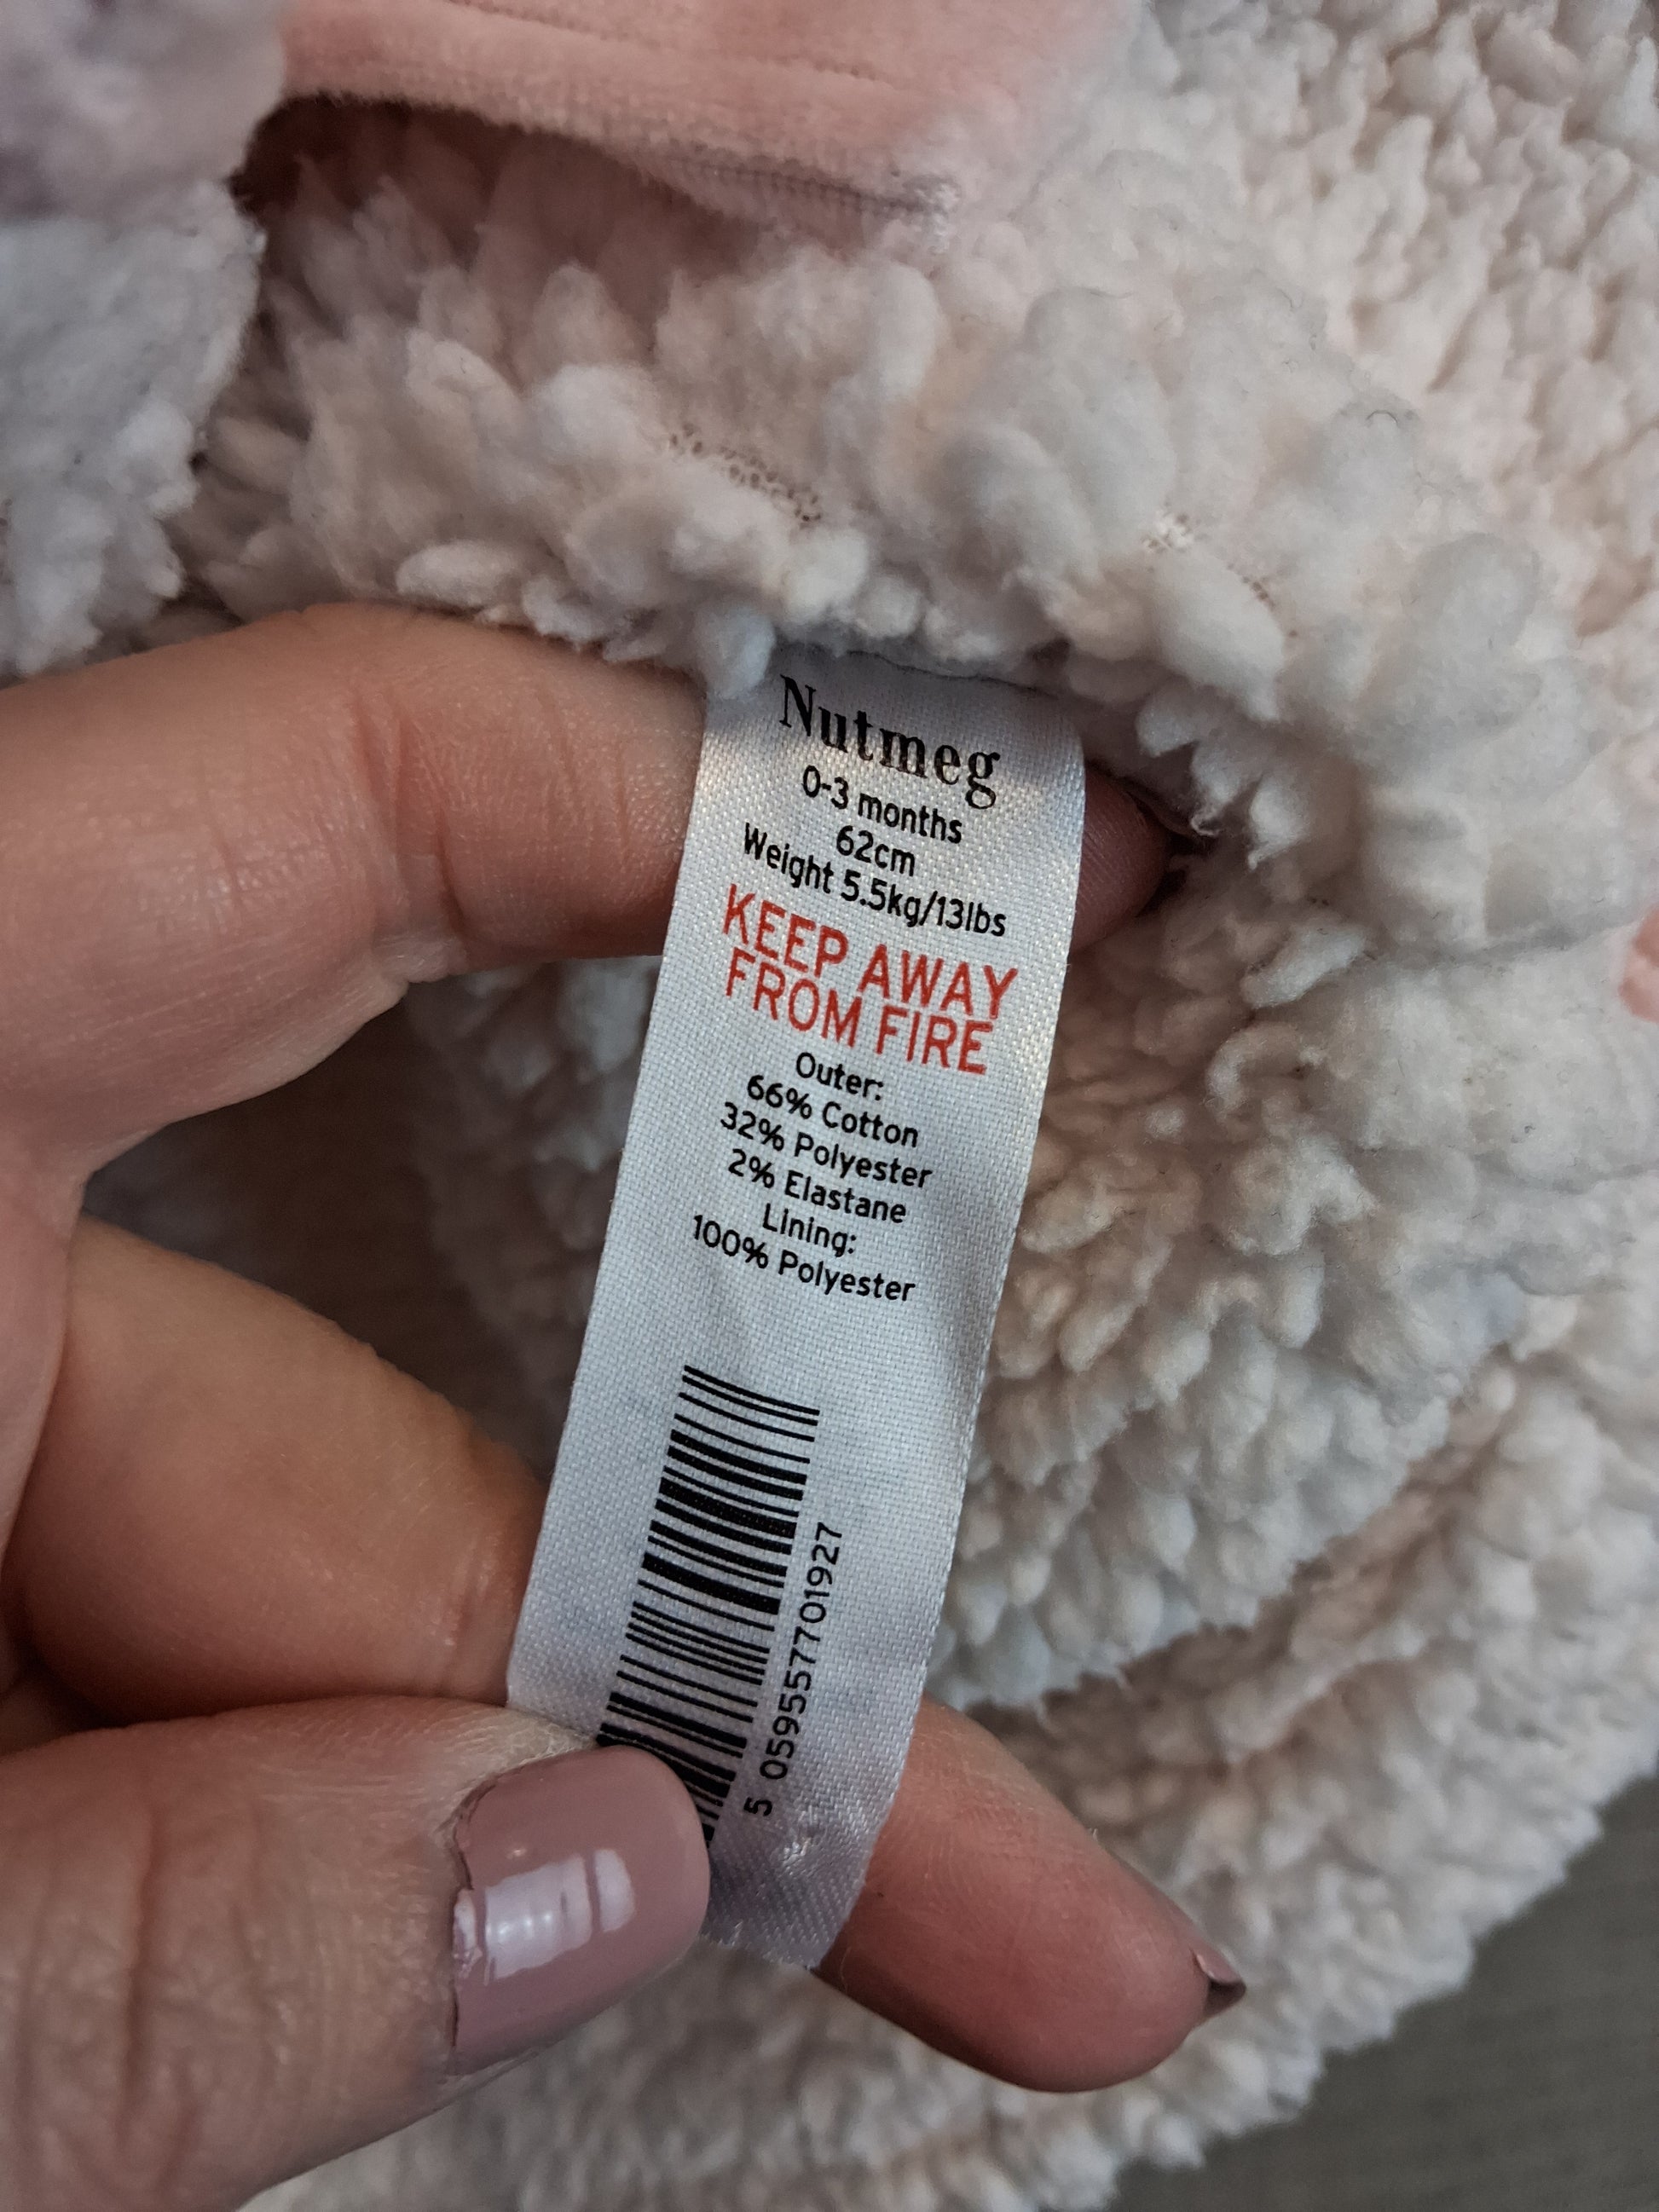 Nutmeg
0-3 months
62cm
Weight 5.5kg/13lbs
KEEP AWAY
FROM FIRE
Outer:
66% Cotton
32% Polyester
2% Elastane
Lining:
100% Polyester
5 059557701927